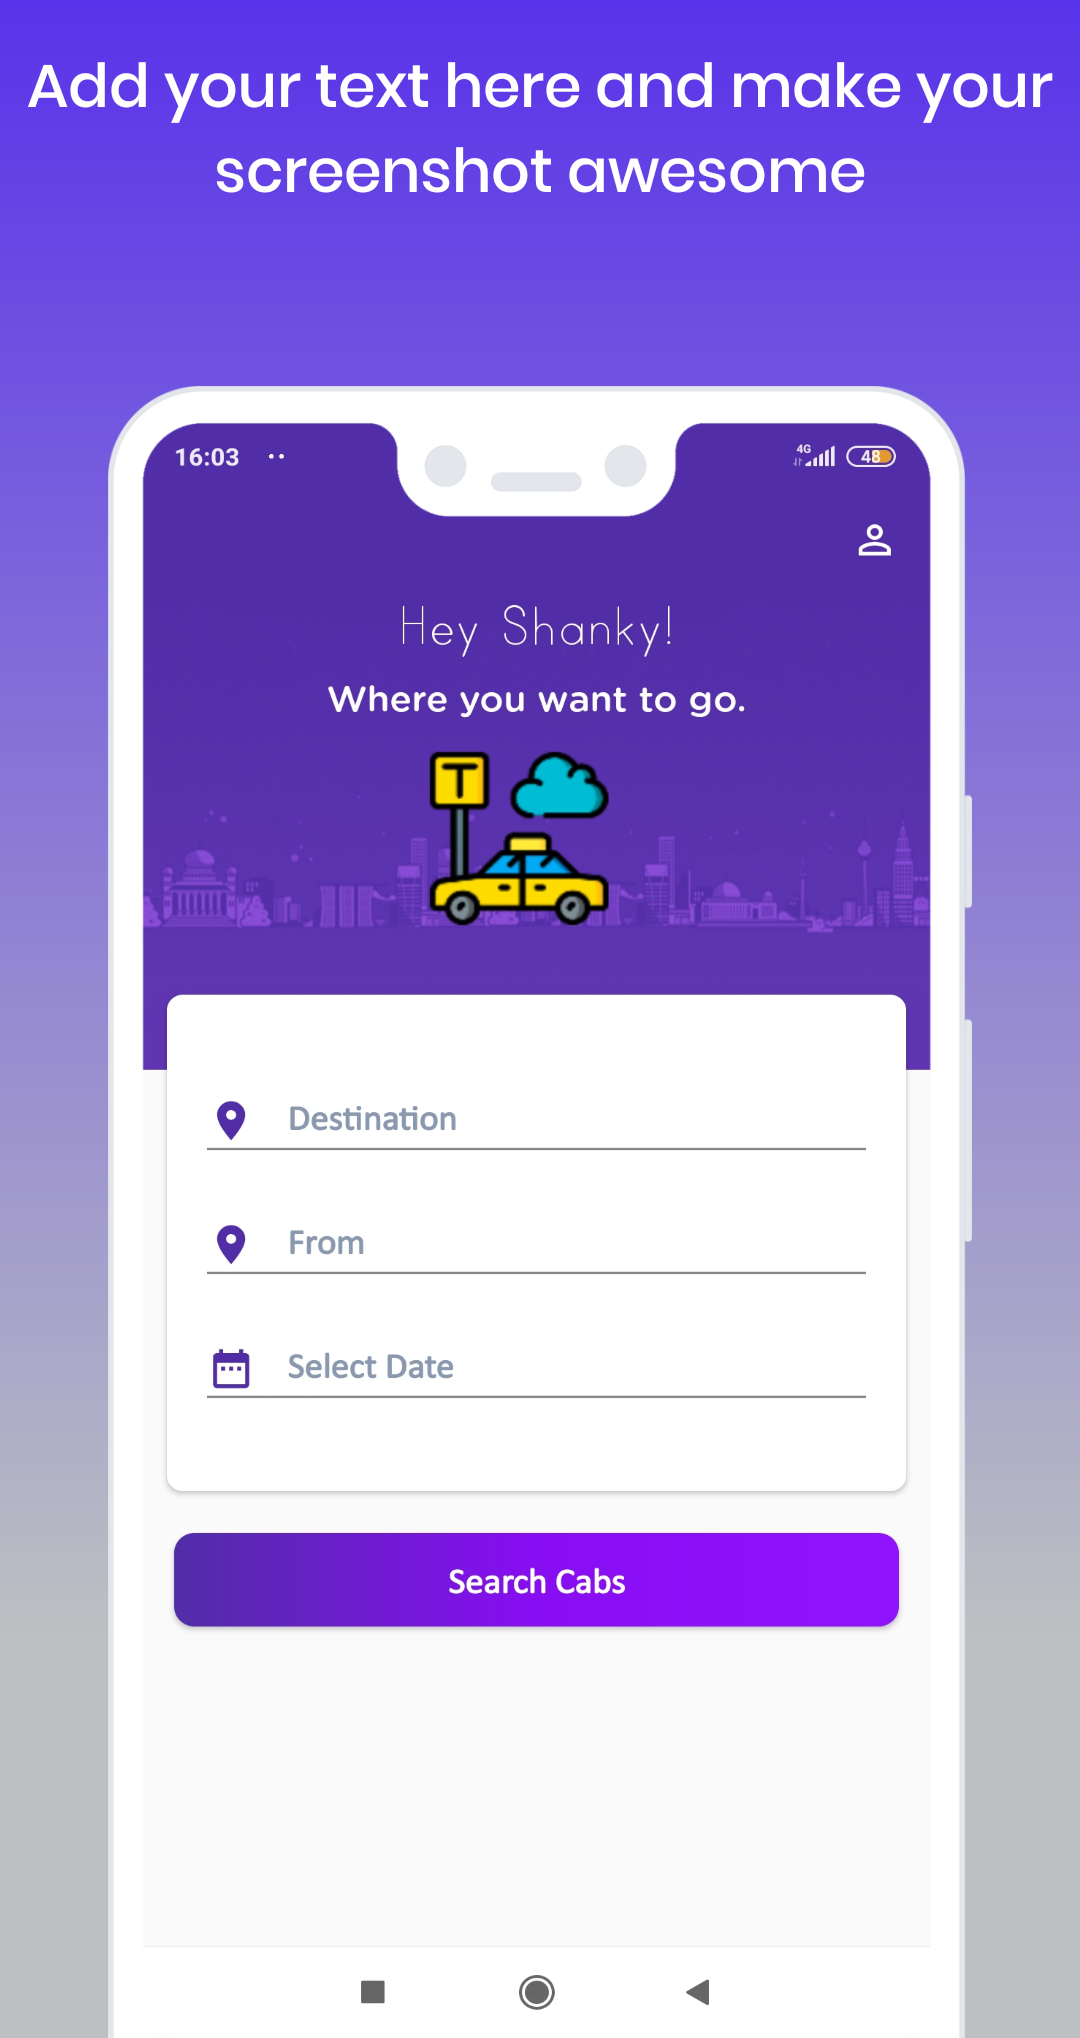 Add your text here and make your
screenshot awesome
16:03
4G
48
Hey Shanky!
Where you want to go.
T
Destination
From
Select Date
Search Cabs